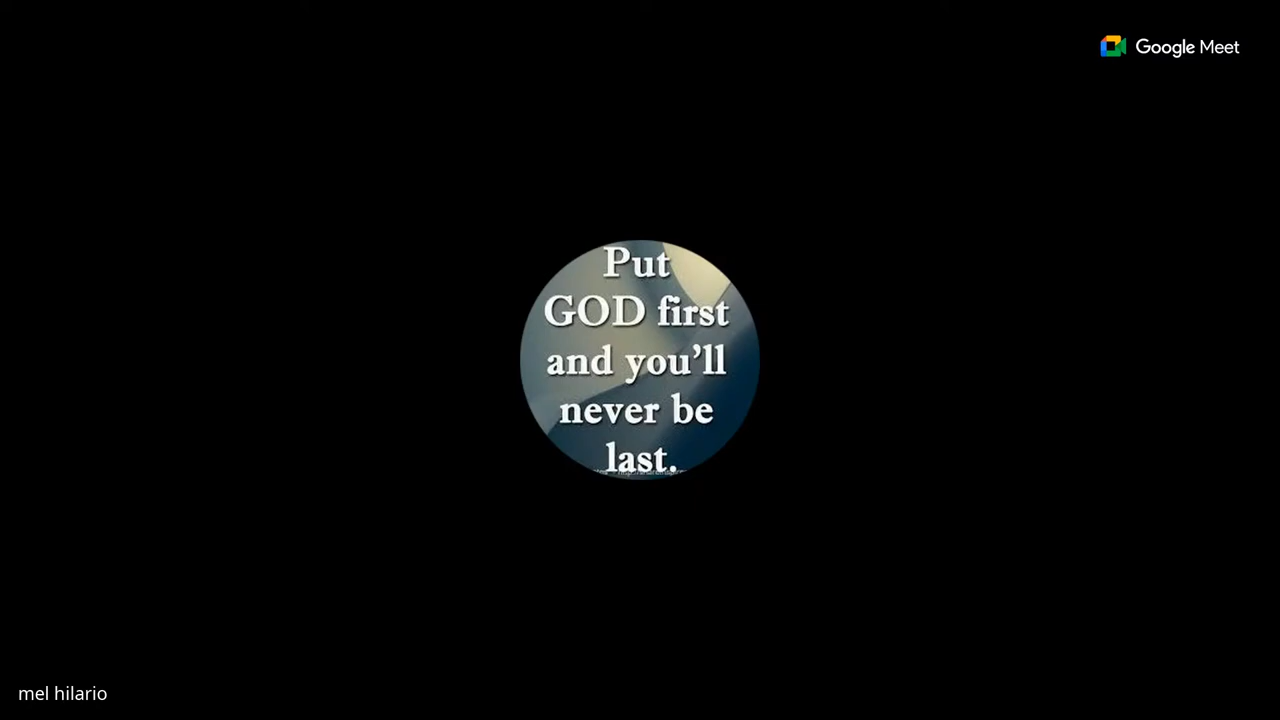 Google Meet
Put
GOD first
and you’ll
never be
last.
mel hilario